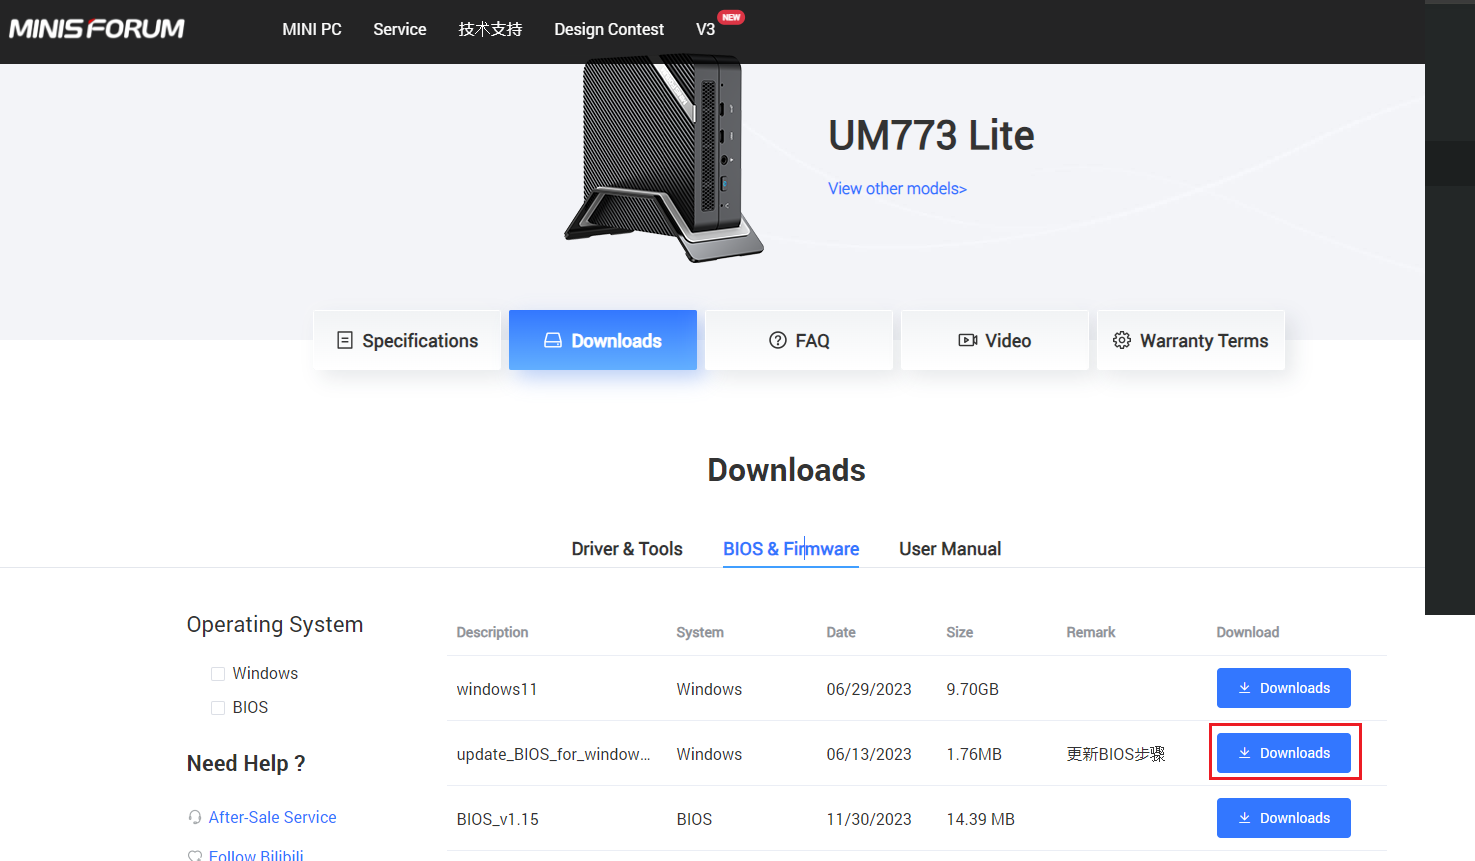 MINISFORUM
MINI PC Service 技术支持 Design Contest V3 NEW
UM773 Lite
View other models>
Specifications Downloads FAQ Video Warranty Terms
Downloads
Driver & Tools BIOS & Firmware User Manual
Operating System
Windows
BIOS
Need Help ?
After-Sale Service
Follow Bilibili
Description System Date Size Remark Download
windows11 Windows 06/29/2023 9.70GB Downloads
update_BIOS_for_window... Windows 06/13/2023 1.76MB 更新BIOS步骤 Downloads
BIOS_v1.15 BIOS 11/30/2023 14.39 MB Downloads